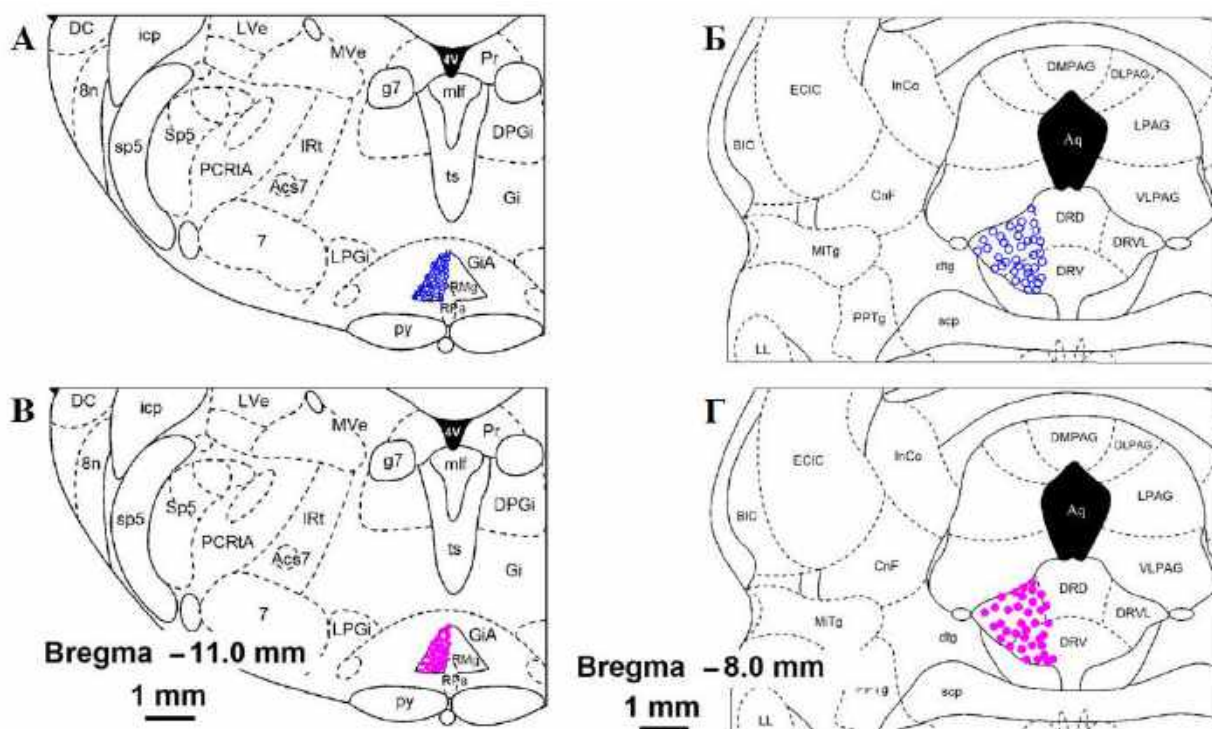 А
DC
icp
LVe
MVe
4V
Pr
8n
g7
mlf
Sp5
sp5
DPGi
IRt
PCRtA
ts
Acs7
Gi
7
LPGi
GiA
RMg
RPa
py
Б
DMPAG
DLPAG
ECIC
InCo
LPAG
Aq
BIC
CnF
VLPAG
DRD
DRVL
MiTg
dtg
DRV
PPTg
scp
LL
В
DC
icp
LVe
MVe
4V
Pr
8n
g7
mlf
Sp5
sp5
DPGi
IRt
PCRtA
ts
Acs7
Gi
7
LPGi
GiA
Bregma –11.0 mm
RMg
RPa
1 mm
py
Г
DMPAG
DLPAG
ECIC
InCo
LPAG
Aq
BIC
CnF
VLPAG
DRD
DRVL
MiTg
dtg
DRV
Bregma –8.0 mm
scp
1 mm
LL